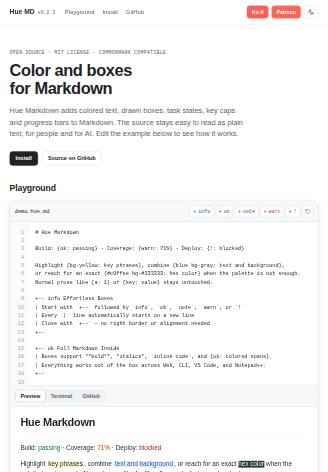 Hue MD v0.2.3 Playground Install GitHub Ko-fi Patreon
OPEN SOURCE · MIT LICENSE · COMMONMARK COMPATIBLE
Color and boxes
for Markdown
Hue Markdown adds colored text, drawn boxes, task states, key caps
and progress bars to Markdown. The source stays easy to read as plain
text, for people and for AI. Edit the example below to see how it works.
Install Source on GitHub
Playground
demo.hue.md + info + ok + note + warn + !
1 # Hue Markdown
2
3 Build: {ok: passing} · Coverage: {warn: 71%} · Deploy: {!: blocked}
4
5 Highlight {bg-yellow: key phrases}, combine {blue bg-gray: text and background},
6 or reach for an exact {#c0ffee bg-#333333: hex color} when the palette is not enough.
7 Normal prose {a: 1} or {key: value} stays untouched.
8
9 +-- info Effortless Boxes
10 | Start with `+--` followed by `info`, `ok`, `note`, `warn`, or `!`
11 | Every `|` line automatically starts on a new line
12 | Close with `+--` — no right border or alignment needed
13 +--
14
15 +-- ok Full Markdown Inside
16 | Boxes support **bold**, *italics*, `inline code`, and {ok: colored spans}.
17 | Everything works out of the box across Web, CLI, VS Code, and Notepad++.
18 +--
19
Preview Terminal GitHub
Hue Markdown
Build: passing · Coverage: 71% · Deploy: blocked
Highlight key phrases, combine text and background, or reach for an exact hex color when the